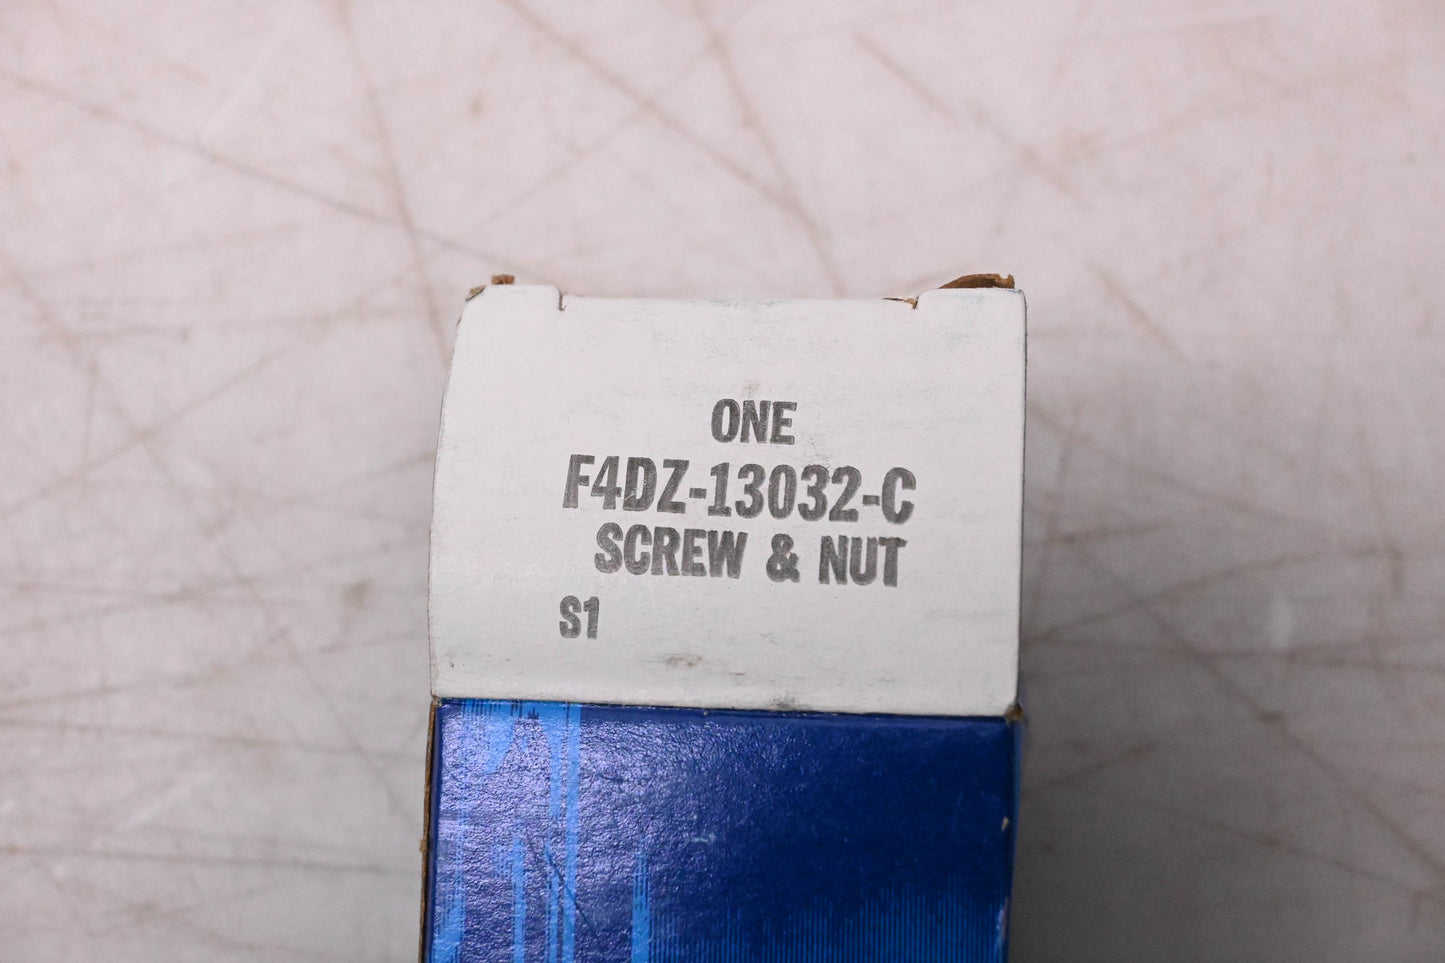 ONE
F4DZ-13032-C
SCREW & NUT
S1